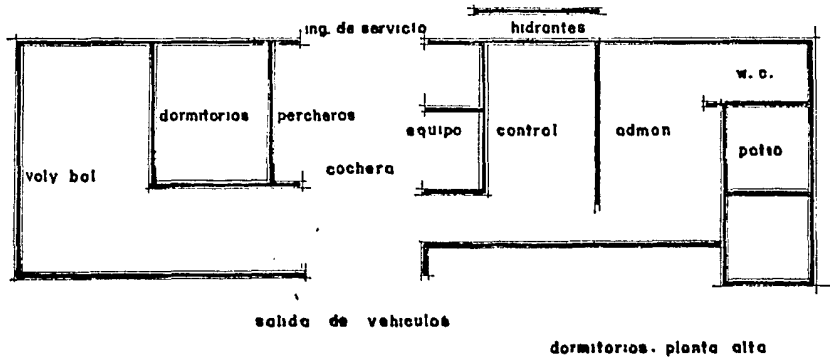 ing. de servicio
hidrantes
w. c.
dormitorios
percheros
equipo
control
admon
patio
voly bol
cochera
salida de vehiculos
dormitorios. planta alta